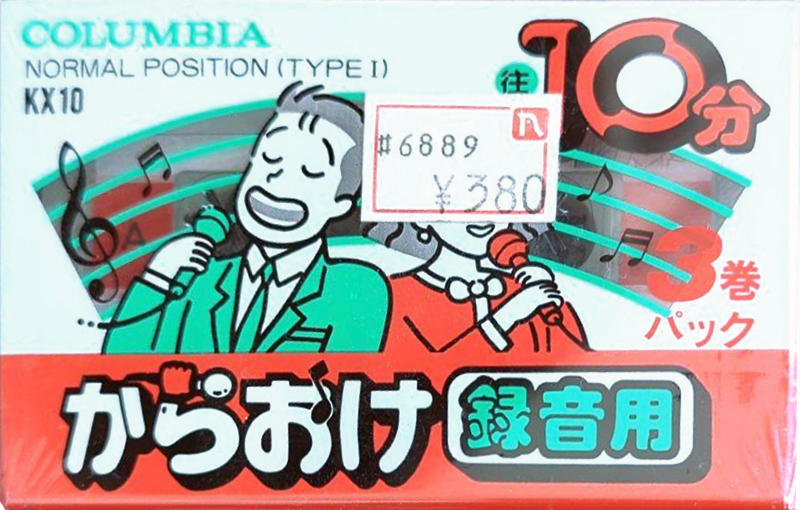 COLUMBIA
NORMAL POSITION (TYPE I)
KX10
往10分
#6889
¥380
A
3巻
パック
からおけ 録音用